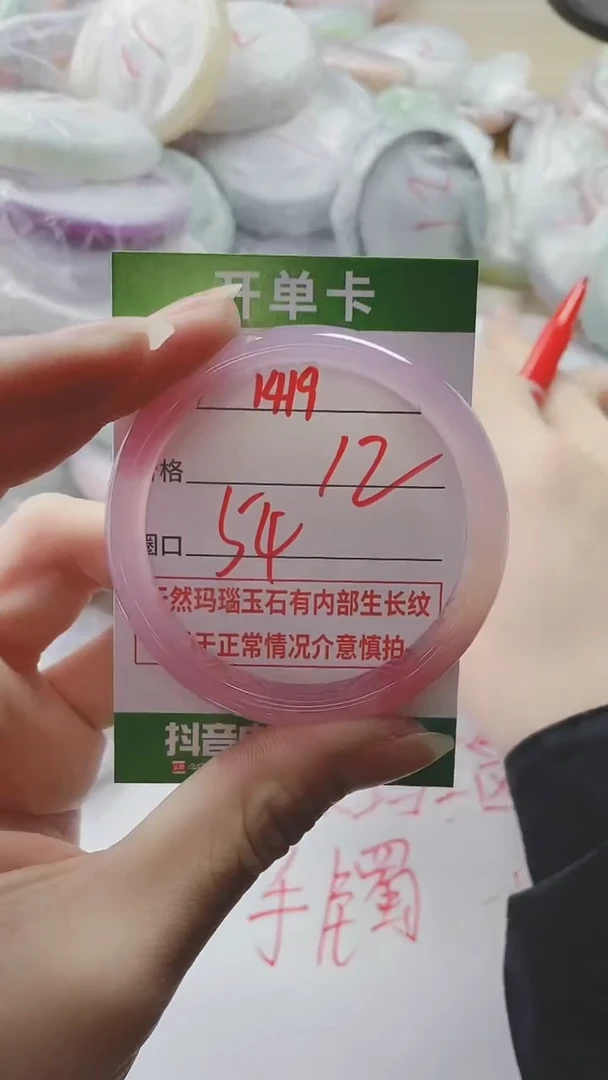 开单卡
1419
格 12
圈口 54
然玛瑙玉石有内部生长纹
于正常情况介意慎拍
抖音
手镯